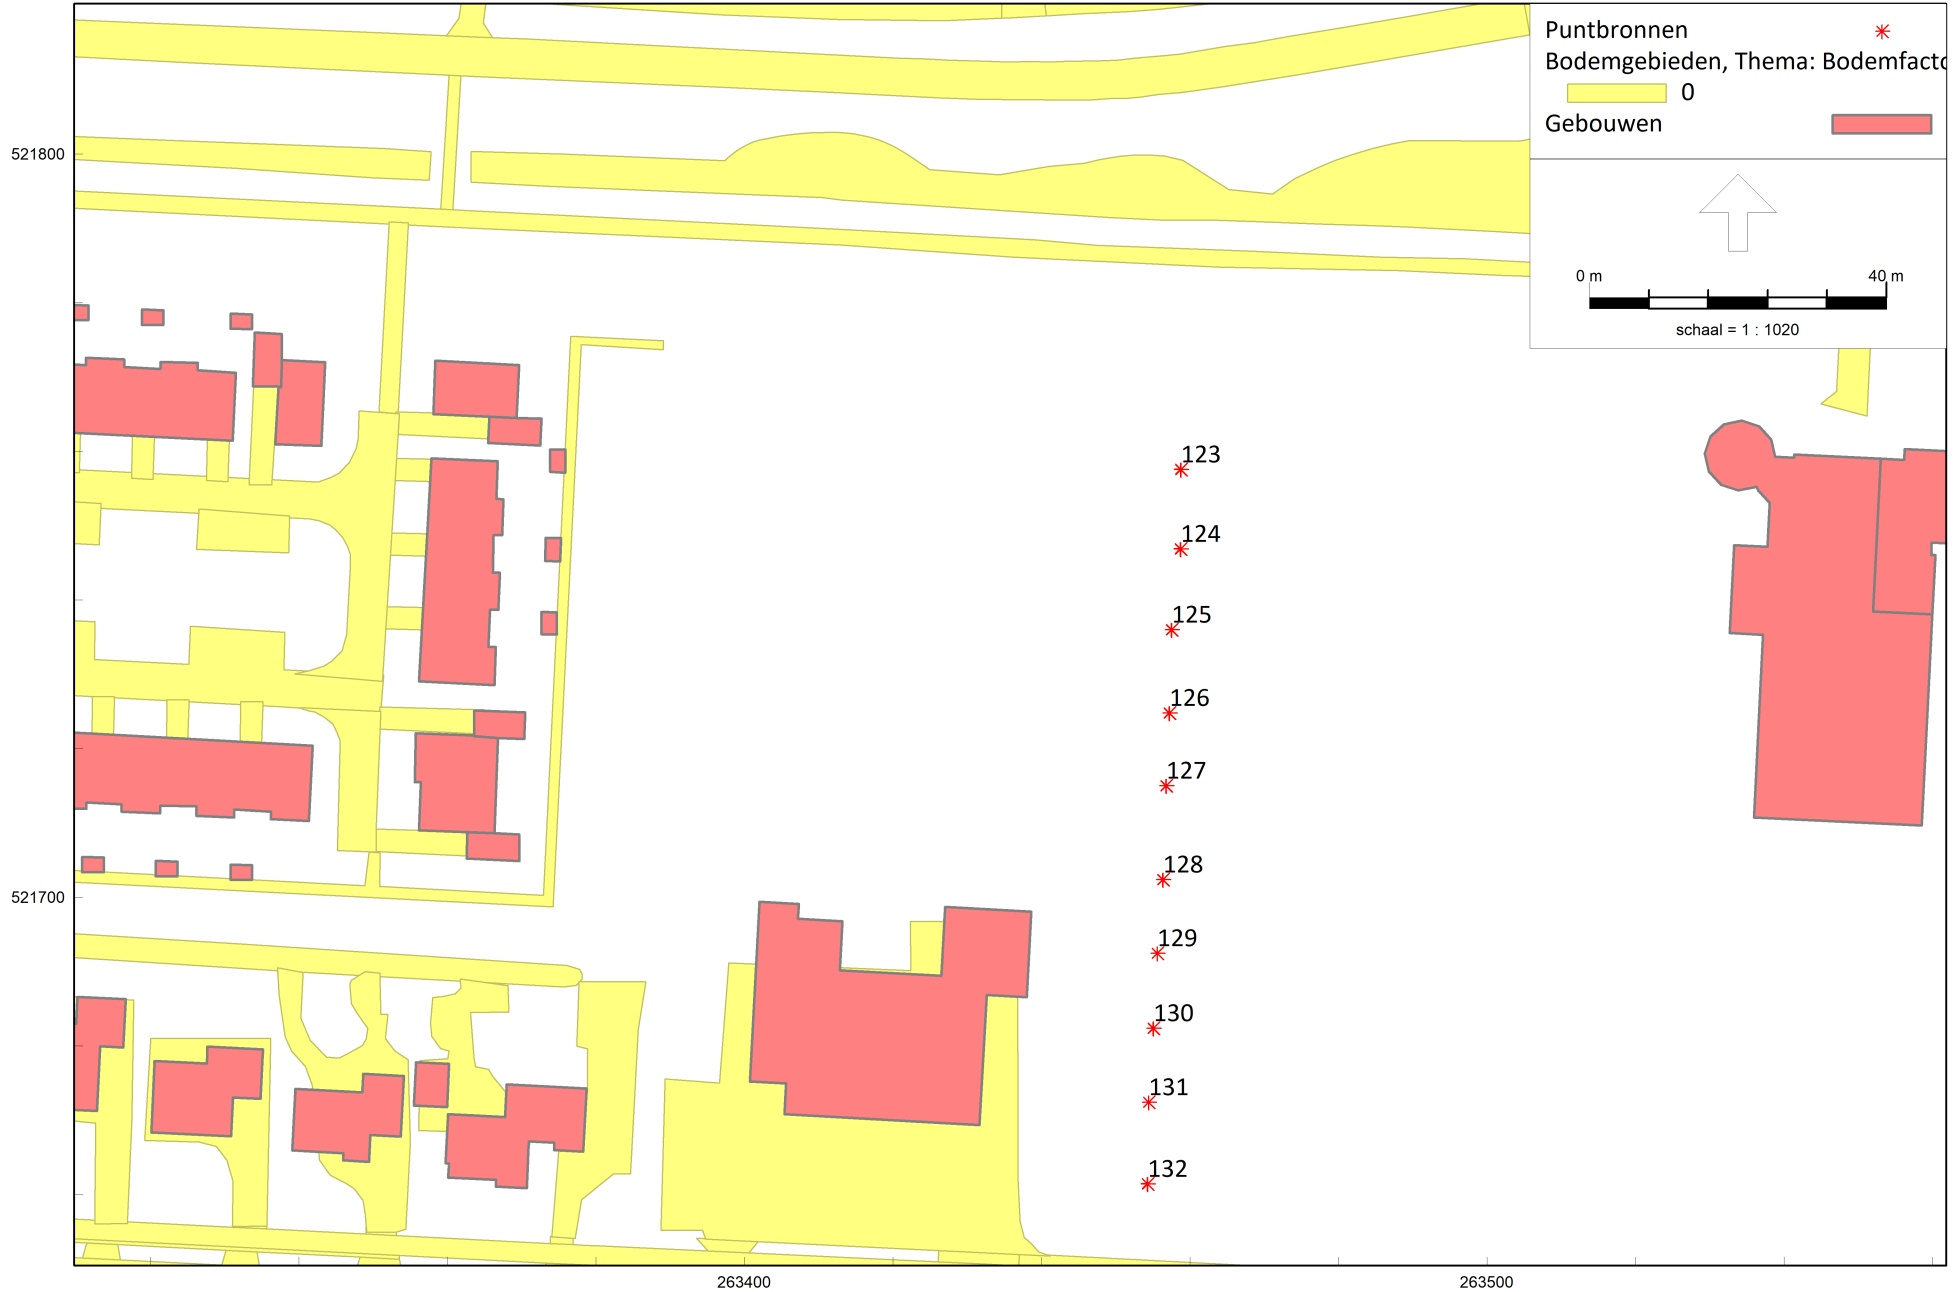 Puntbronnen
Bodemgebieden, Thema: Bodemfacto
0
Gebouwen
521800
0 m 40 m
schaal = 1 : 1020
123
124
125
126
127
128
521700
129
130
131
132
263400 263500